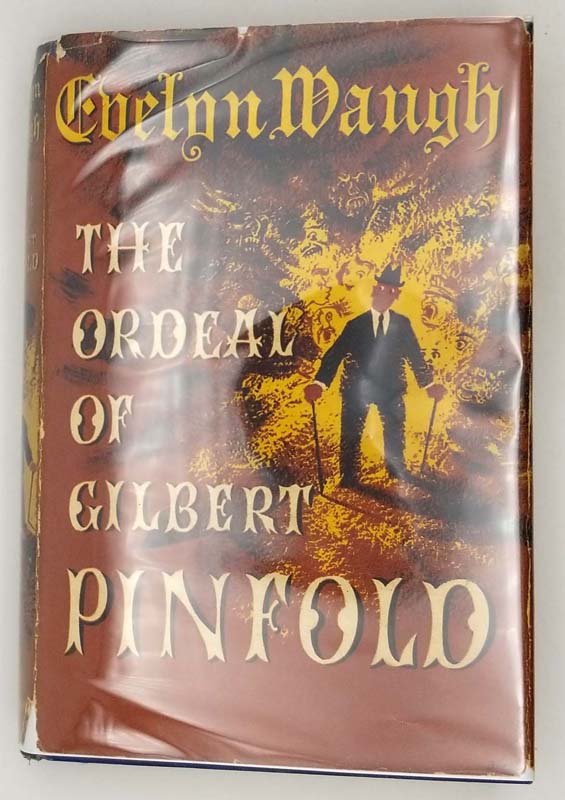 Evelyn Waugh
THE
ORDEAL
OF
GILBERT
PINFOLD